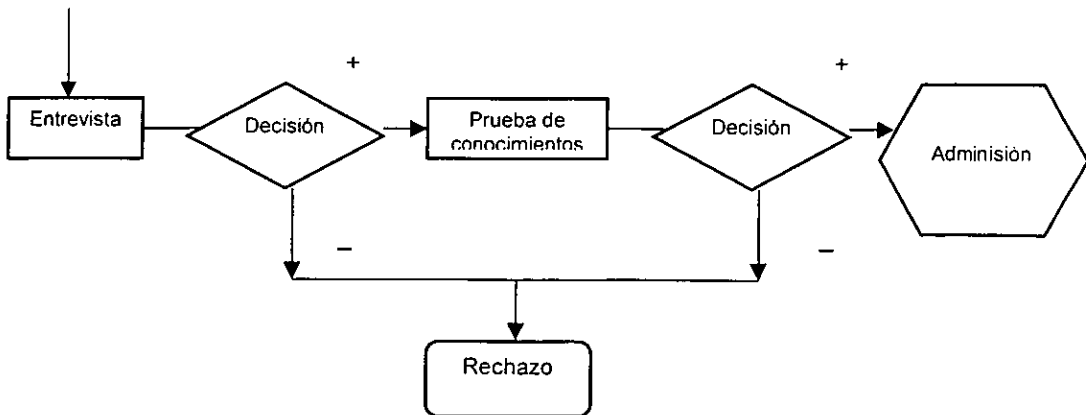 +
+
Entrevista
Decisión
Prueba de
conocimientos
Decisión
Adminisión
–
–
Rechazo